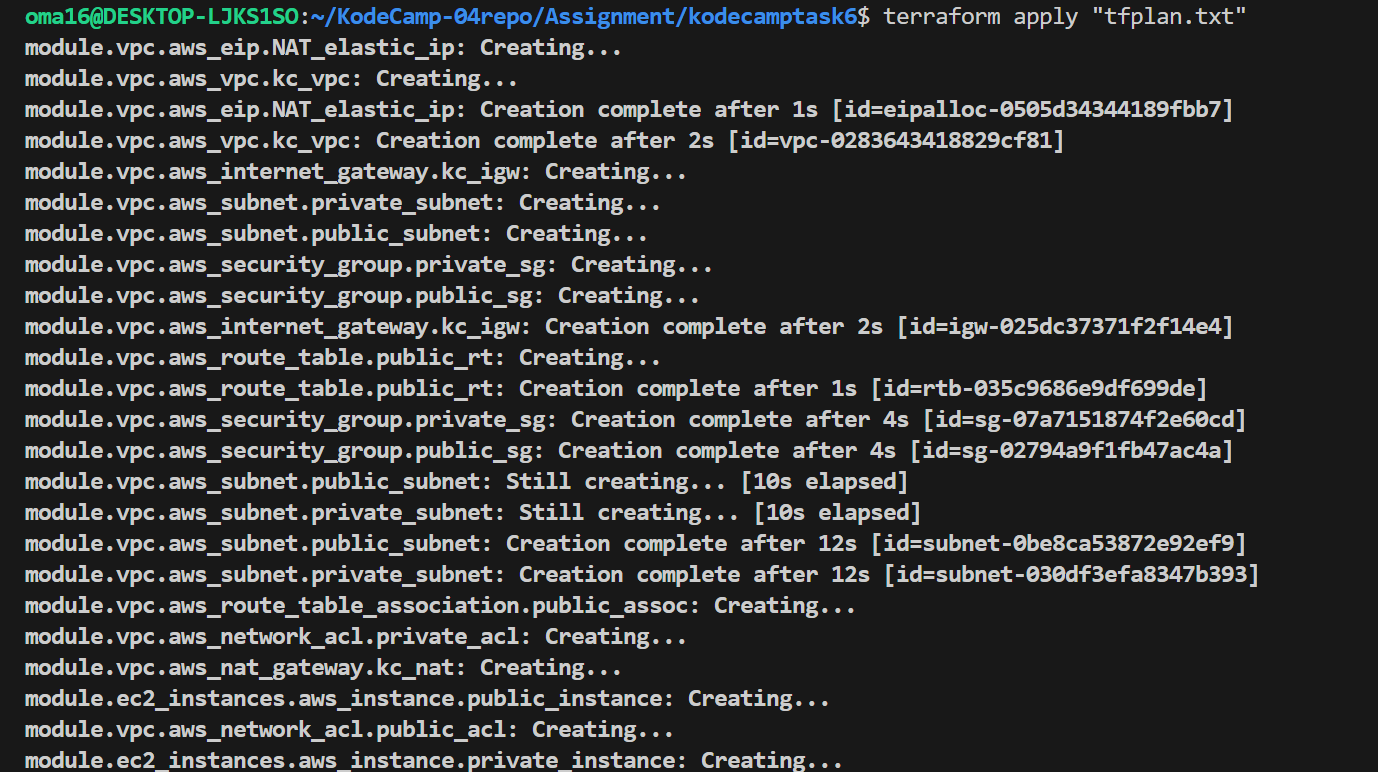 oma16@DESKTOP-LJKS1SO:~/KodeCamp-04repo/Assignment/kodecamptask6$ terraform apply "tfplan.txt"
module.vpc.aws_eip.NAT_elastic_ip: Creating...
module.vpc.aws_vpc.kc_vpc: Creating...
module.vpc.aws_eip.NAT_elastic_ip: Creation complete after 1s [id=eipalloc-0505d34344189fbb7]
module.vpc.aws_vpc.kc_vpc: Creation complete after 2s [id=vpc-0283643418829cf81]
module.vpc.aws_internet_gateway.kc_igw: Creating...
module.vpc.aws_subnet.private_subnet: Creating...
module.vpc.aws_subnet.public_subnet: Creating...
module.vpc.aws_security_group.private_sg: Creating...
module.vpc.aws_security_group.public_sg: Creating...
module.vpc.aws_internet_gateway.kc_igw: Creation complete after 2s [id=igw-025dc37371f2f14e4]
module.vpc.aws_route_table.public_rt: Creating...
module.vpc.aws_route_table.public_rt: Creation complete after 1s [id=rtb-035c9686e9df699de]
module.vpc.aws_security_group.private_sg: Creation complete after 4s [id=sg-07a7151874f2e60cd]
module.vpc.aws_security_group.public_sg: Creation complete after 4s [id=sg-02794a9f1fb47ac4a]
module.vpc.aws_subnet.public_subnet: Still creating... [10s elapsed]
module.vpc.aws_subnet.private_subnet: Still creating... [10s elapsed]
module.vpc.aws_subnet.public_subnet: Creation complete after 12s [id=subnet-0be8ca53872e92ef9]
module.vpc.aws_subnet.private_subnet: Creation complete after 12s [id=subnet-030df3efa8347b393]
module.vpc.aws_route_table_association.public_assoc: Creating...
module.vpc.aws_network_acl.private_acl: Creating...
module.vpc.aws_nat_gateway.kc_nat: Creating...
module.ec2_instances.aws_instance.public_instance: Creating...
module.vpc.aws_network_acl.public_acl: Creating...
module.ec2_instances.aws_instance.private_instance: Creating...